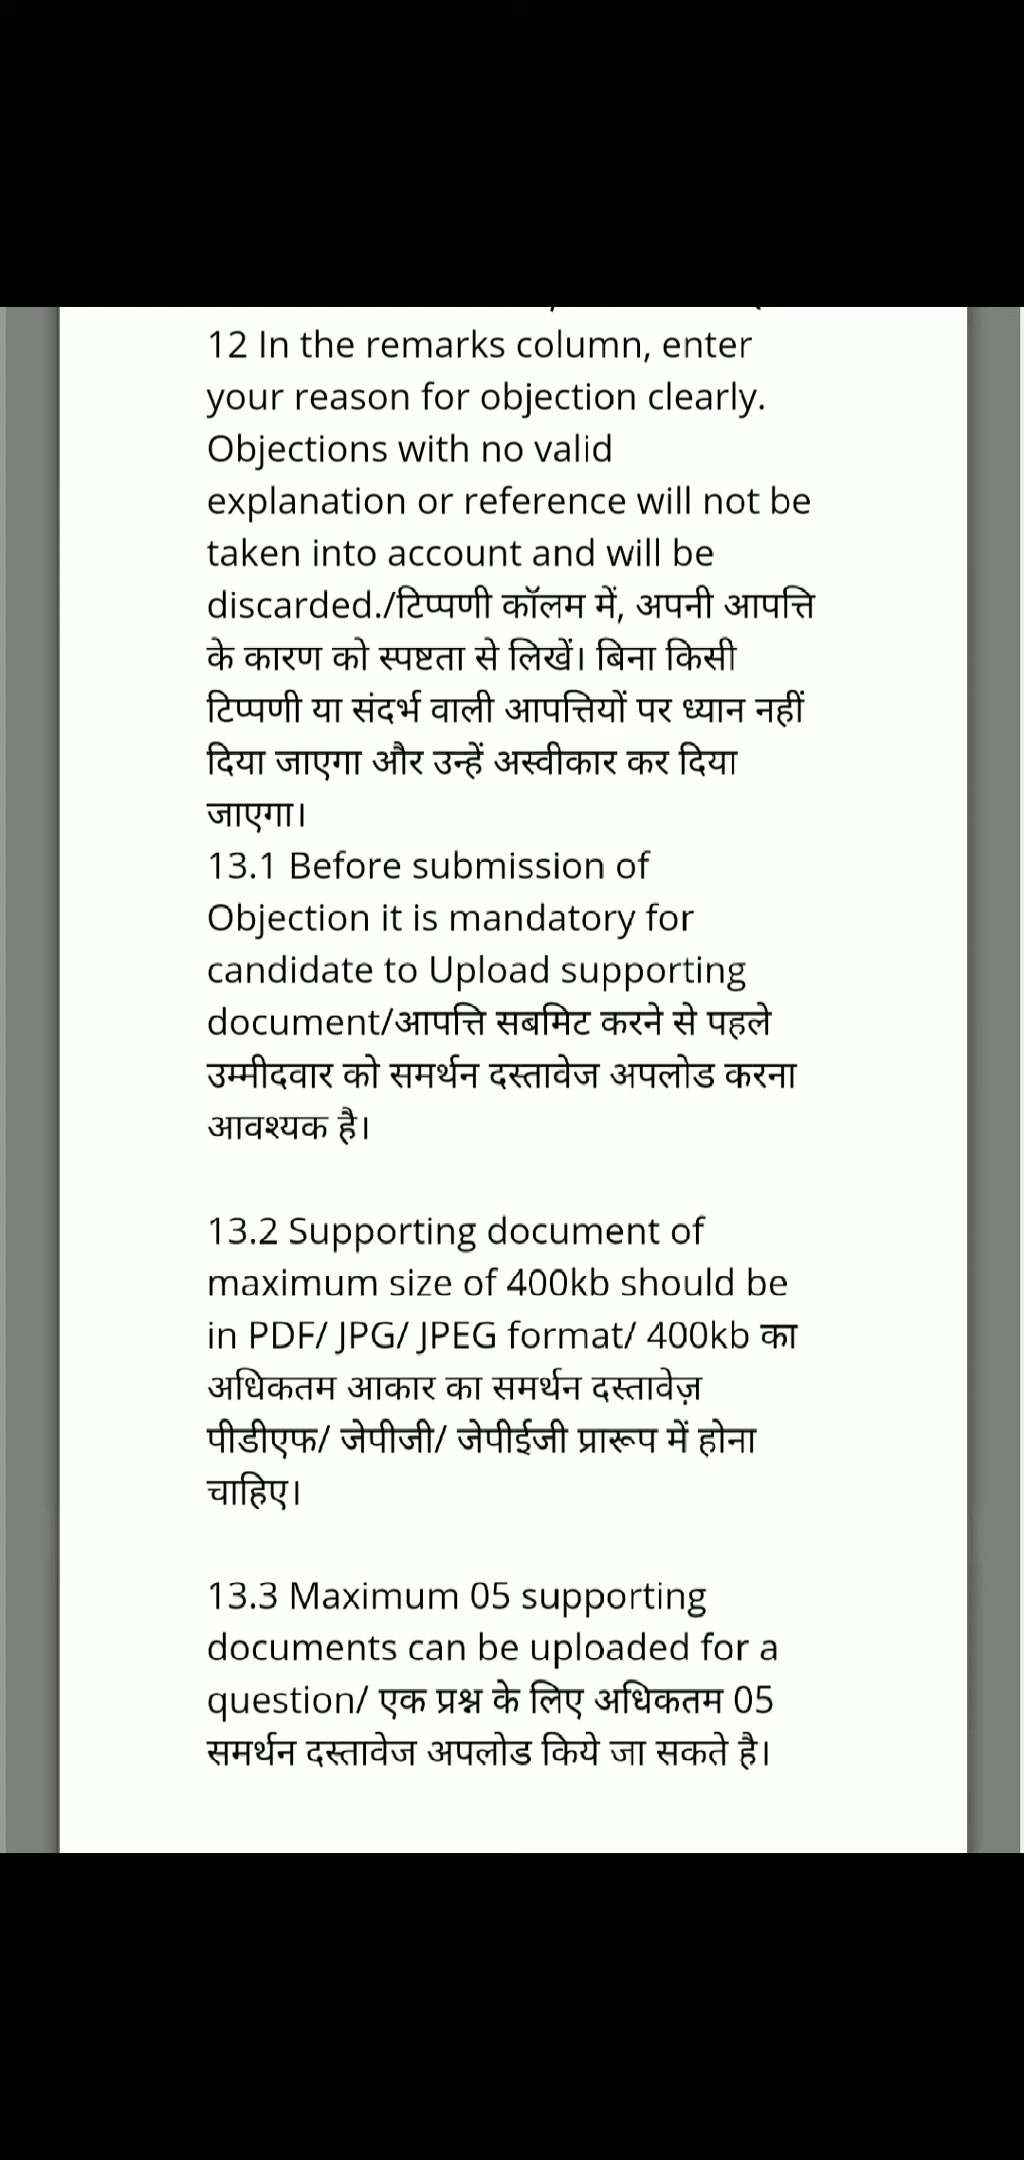 12 In the remarks column, enter
your reason for objection clearly.
Objections with no valid
explanation or reference will not be
taken into account and will be
discarded./टिप्पणी कॉलम में, अपनी आपत्ति
के कारण को स्पष्टता से लिखें। बिना किसी
टिप्पणी या संदर्भ वाली आपत्तियों पर ध्यान नहीं
दिया जाएगा और उन्हें अस्वीकार कर दिया
जाएगा।
13.1 Before submission of
Objection it is mandatory for
candidate to Upload supporting
document/आपत्ति सबमिट करने से पहले
उम्मीदवार को समर्थन दस्तावेज अपलोड करना
आवश्यक है।
13.2 Supporting document of
maximum size of 400kb should be
in PDF/ JPG/ JPEG format/ 400kb का
अधिकतम आकार का समर्थन दस्तावेज़
पीडीएफ/ जेपीजी/ जेपीईजी प्रारूप में होना
चाहिए।
13.3 Maximum 05 supporting
documents can be uploaded for a
question/ एक प्रश्न के लिए अधिकतम 05
समर्थन दस्तावेज अपलोड किये जा सकते है।